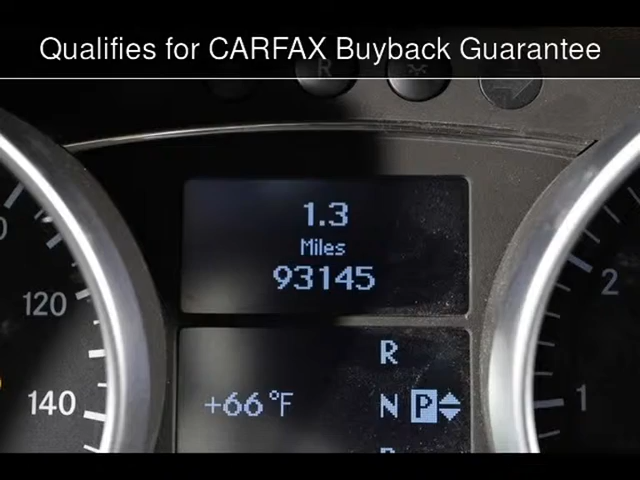 Qualifies for CARFAX Buyback Guarantee
R
1.3
Miles
93145
120
140
2
1
R
+66°F
N P